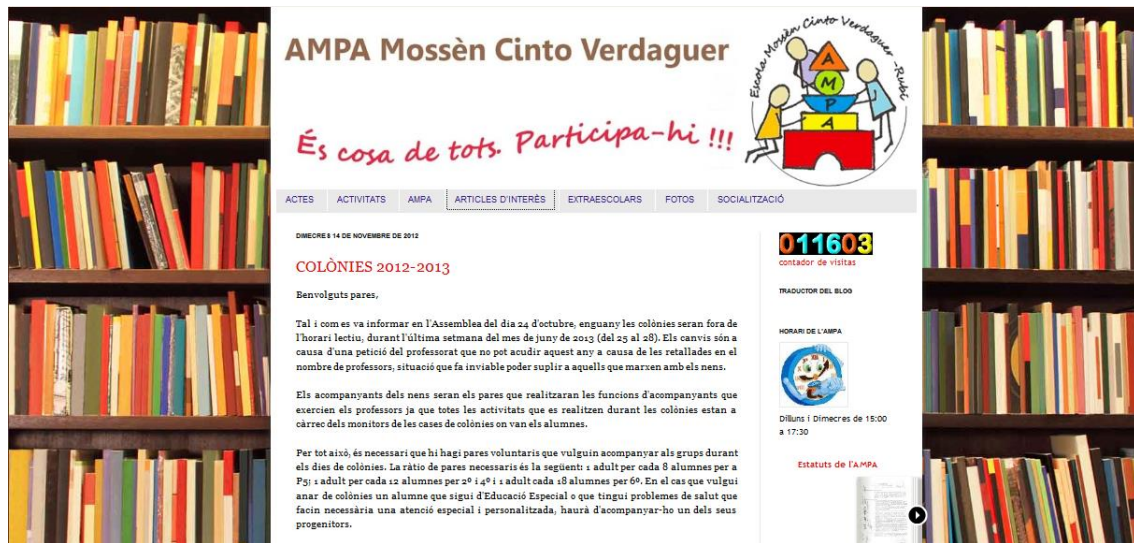 AMPA Mossèn Cinto Verdaguer
És cosa de tots. Participa-hi !!!
Escola Mossèn Cinto Verdaguer -Rubí
A
M
P
A
ACTES ACTIVITATS AMPA ARTICLES D'INTERÈS EXTRAESCOLARS FOTOS SOCIALITZACIÓ
DIMECRES 14 DE NOVEMBRE DE 2012
COLÒNIES 2012-2013
Benvolguts pares,
Tal i com es va informar en l'Assemblea del dia 24 d'octubre, enguany les colònies seran fora de
l'horari lectiu, durant l'última setmana del mes de juny de 2013 (del 25 al 28). Els canvis són a
causa d'una petició del professorat que no pot acudir aquest any a causa de les retallades en el
nombre de professors, situació que fa inviable poder suplir a aquells que marxen amb els nens.
Els acompanyants dels nens seran els pares que realitzaran les funcions d'acompanyants que
exercien els professors ja que totes les activitats que es realitzen durant les colònies estan a
càrrec dels monitors de les cases de colònies on van els alumnes.
Per tot això, és necessari que hi hagi pares voluntaris que vulguin acompanyar als grups durant
els dies de colònies. La ràtio de pares necessaris és la següent: 1 adult per cada 8 alumnes per a
P5; 1 adult per cada 12 alumnes per 2º i 4º i 1 adult cada 18 alumnes per 6º. En el cas que vulgui
anar de colònies un alumne que sigui d'Educació Especial o que tingui problemes de salut que
facin necessària una atenció especial i personalitzada, haurà d'acompanyar-ho un dels seus
progenitors.
011603
contador de visitas
TRADUCTOR DEL BLOG
HORARI DE L'AMPA
Dilluns i Dimecres de 15:00
a 17:30
Estatuts de l'AMPA